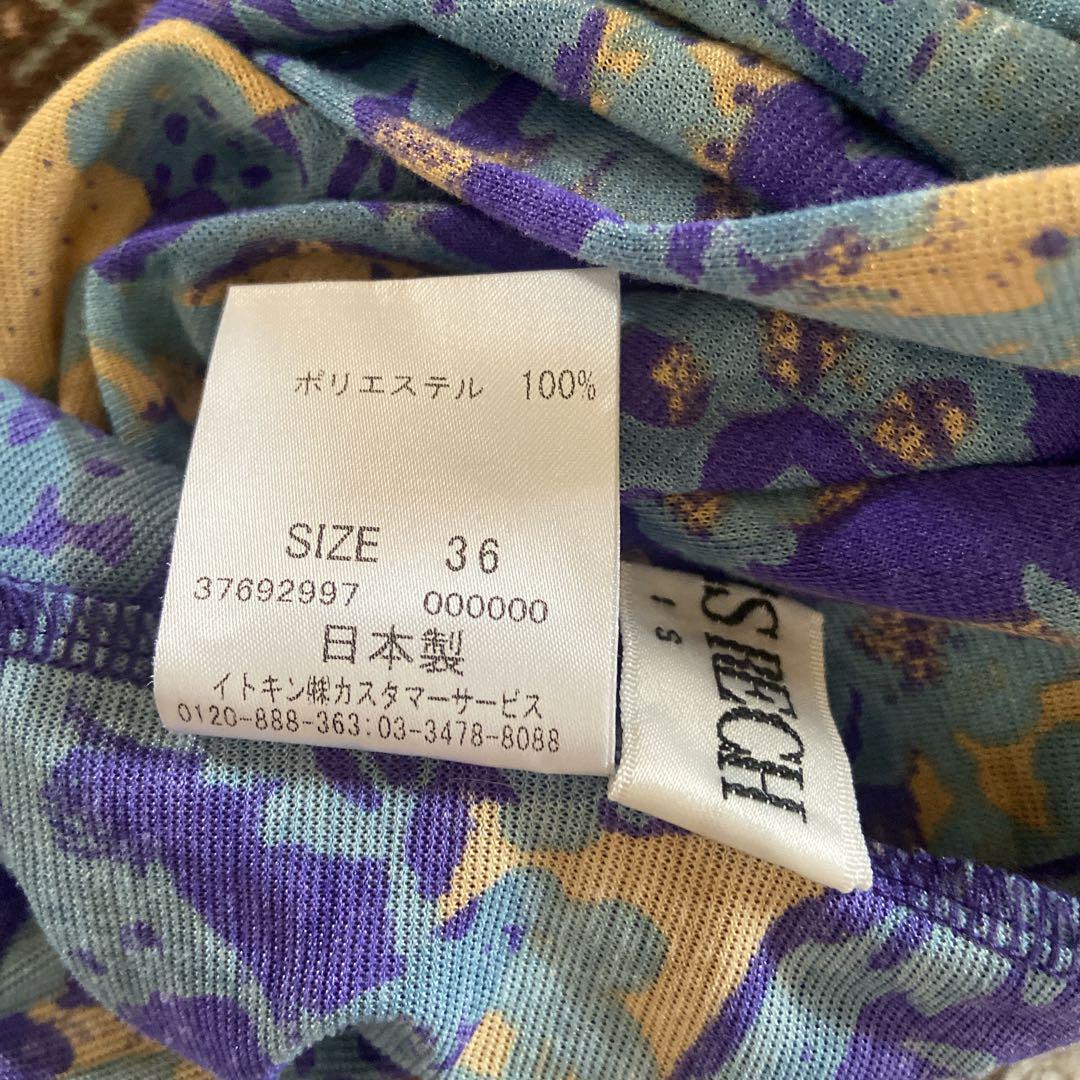 ポリエステル 100%
SIZE 36
37692997 000000
日本製
イトキン㈱カスタマーサービス
0120-888-363:03-3478-8088